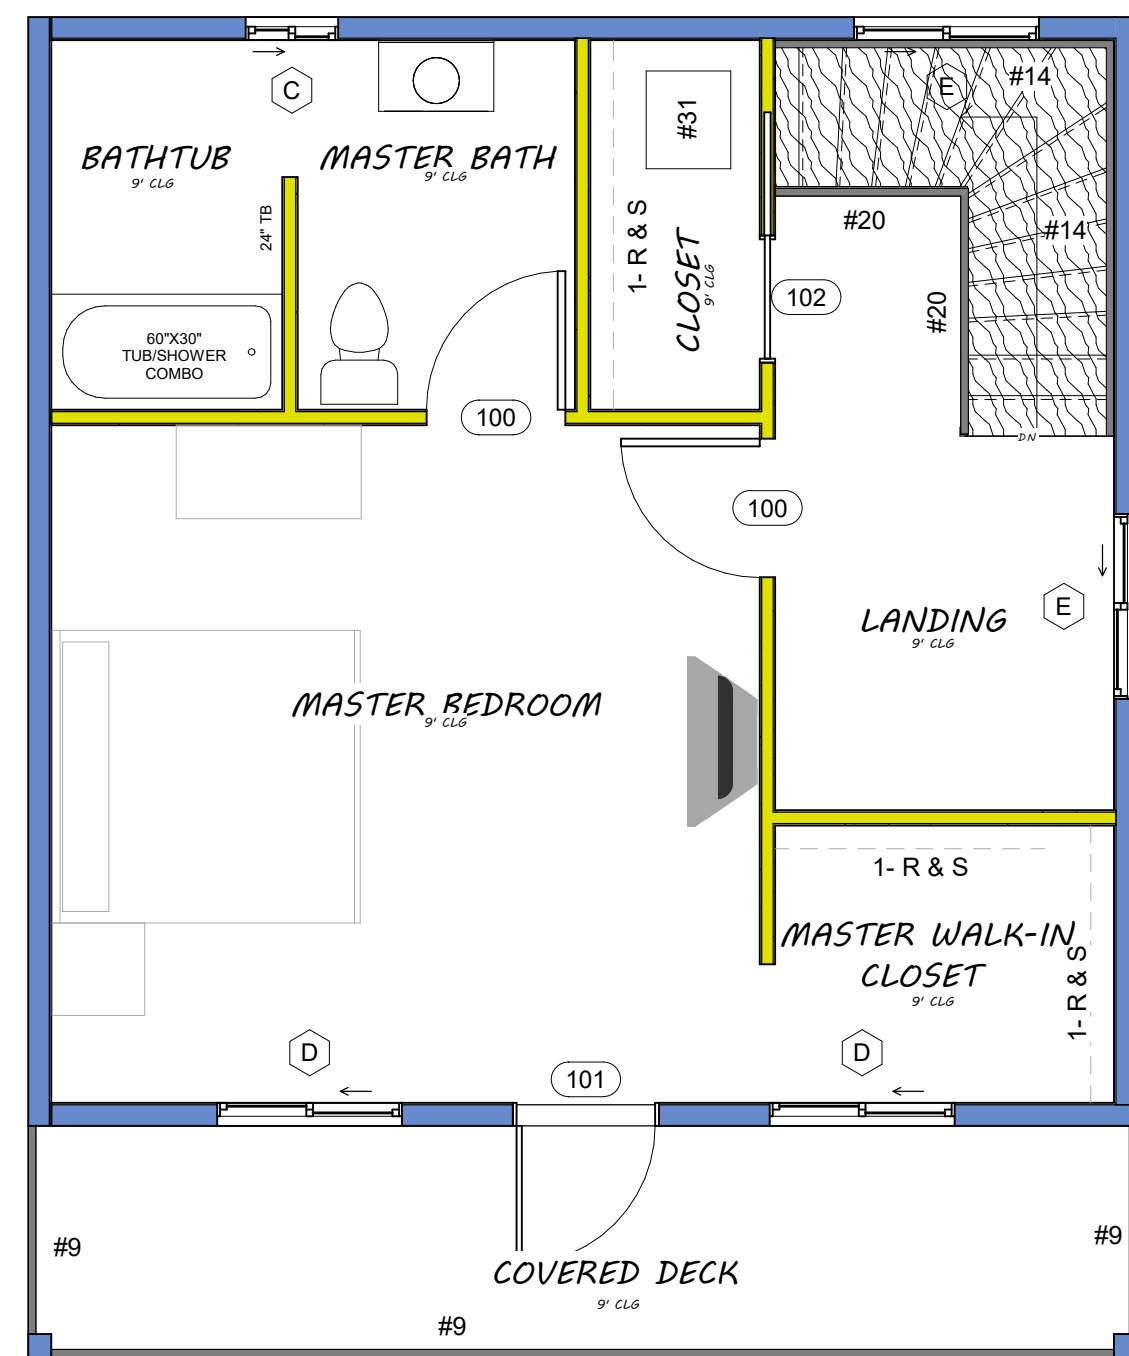 C
E
#14
#31
BATHTUB
9' CLG
MASTER BATH
9' CLG
24" TB
1- R & S
CLOSET
9' CLG
#20
#14
102
#20
60"X30"
TUB/SHOWER
COMBO
100
DN
100
E
LANDING
9' CLG
MASTER BEDROOM
9' CLG
1- R & S
MASTER WALK-IN
CLOSET
9' CLG
1- R & S
D
D
101
#9
#9
COVERED DECK
9' CLG
#9